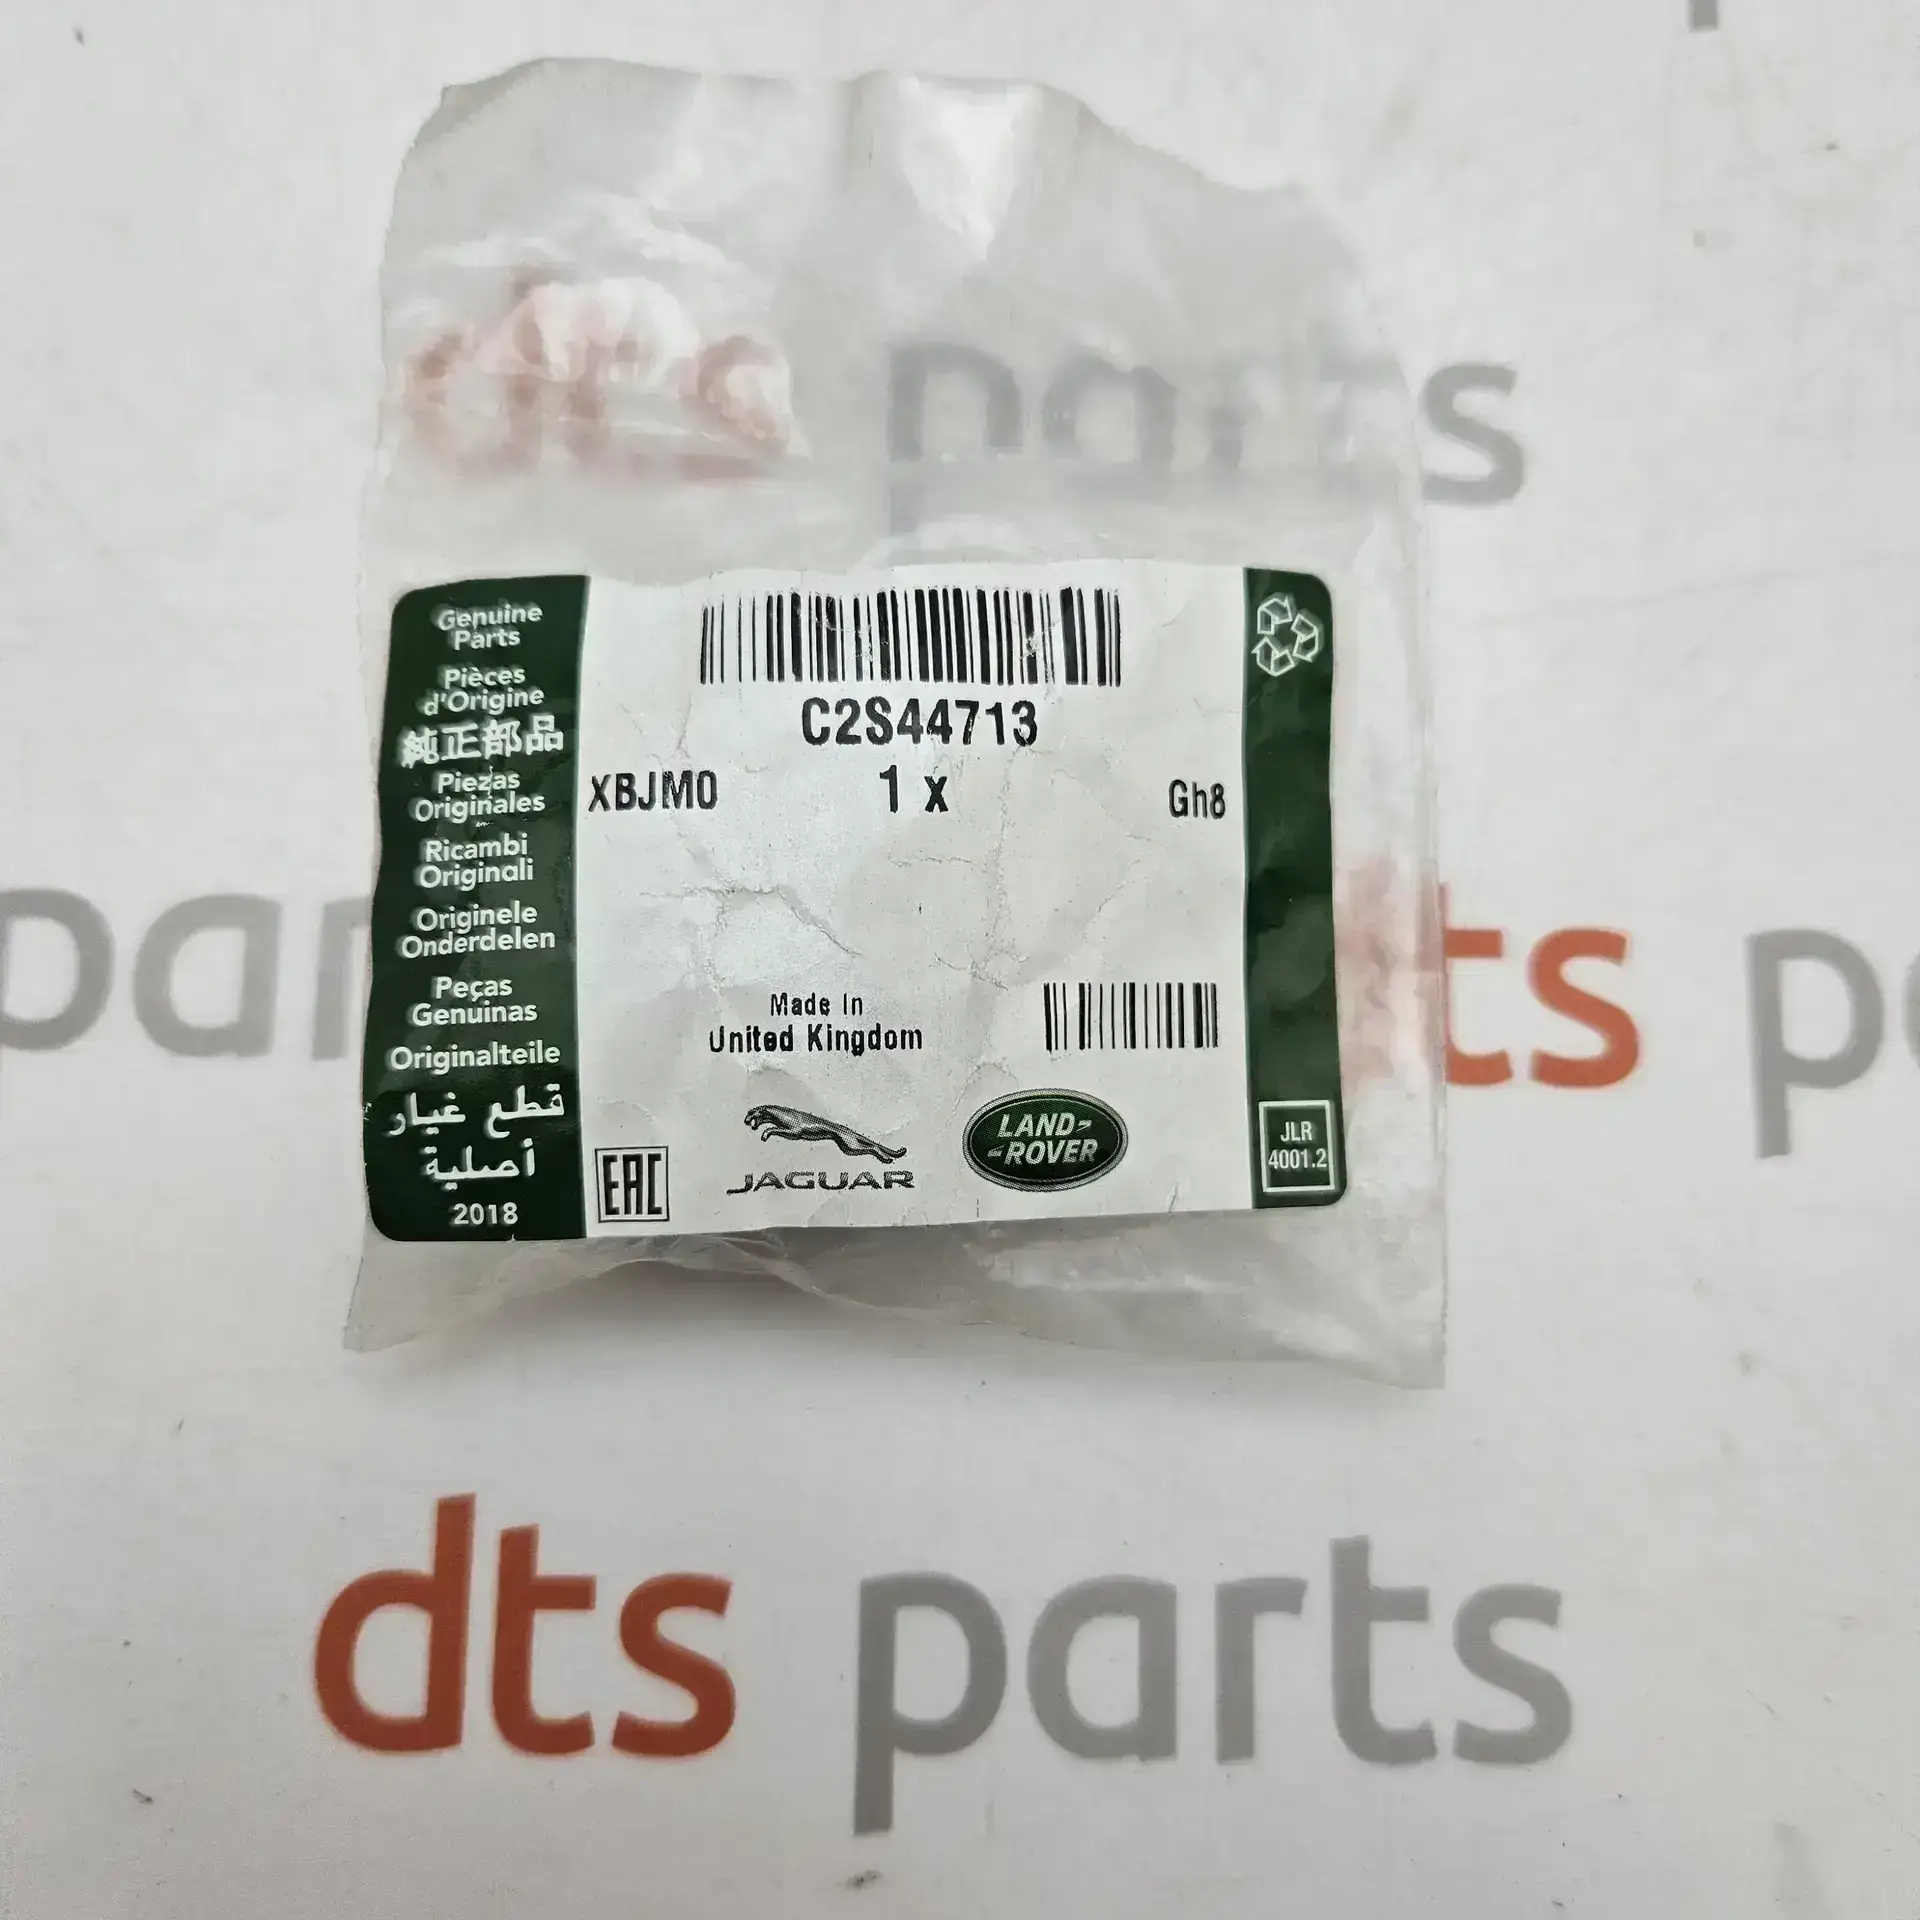 dts parts
Genuine
Parts
Pièces
d'Origine
純正部品
Piezas
Originales
Ricambi
Originali
Originele
Onderdelen
Peças
Genuinas
Originalteile
قطع غيار
أصلية
2018
C2S44713
XBJM0 1 x Gh8
Made In
United Kingdom
JAGUAR
LAND-
-ROVER
EAC
JLR
4001.2
par
ts
p
dts parts